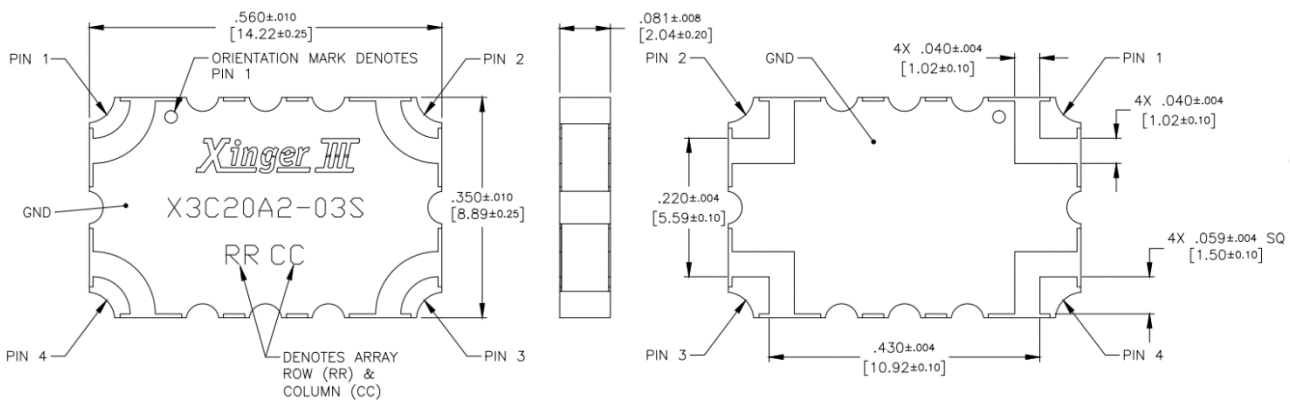 .560±.010
[14.22±0.25]
PIN 1
ORIENTATION MARK DENOTES
PIN 1
PIN 2
Xinger III
X3C20A2-03S
RR CC
GND
.350±.010
[8.89±0.25]
PIN 4
DENOTES ARRAY
ROW (RR) &
COLUMN (CC)
PIN 3
.081±.008
[2.04±0.20]
PIN 2
GND
4X .040±.004
[1.02±0.10]
PIN 1
4X .040±.004
[1.02±0.10]
.220±.004
[5.59±0.10]
4X .059±.004 SQ
[1.50±0.10]
PIN 3
.430±.004
[10.92±0.10]
PIN 4